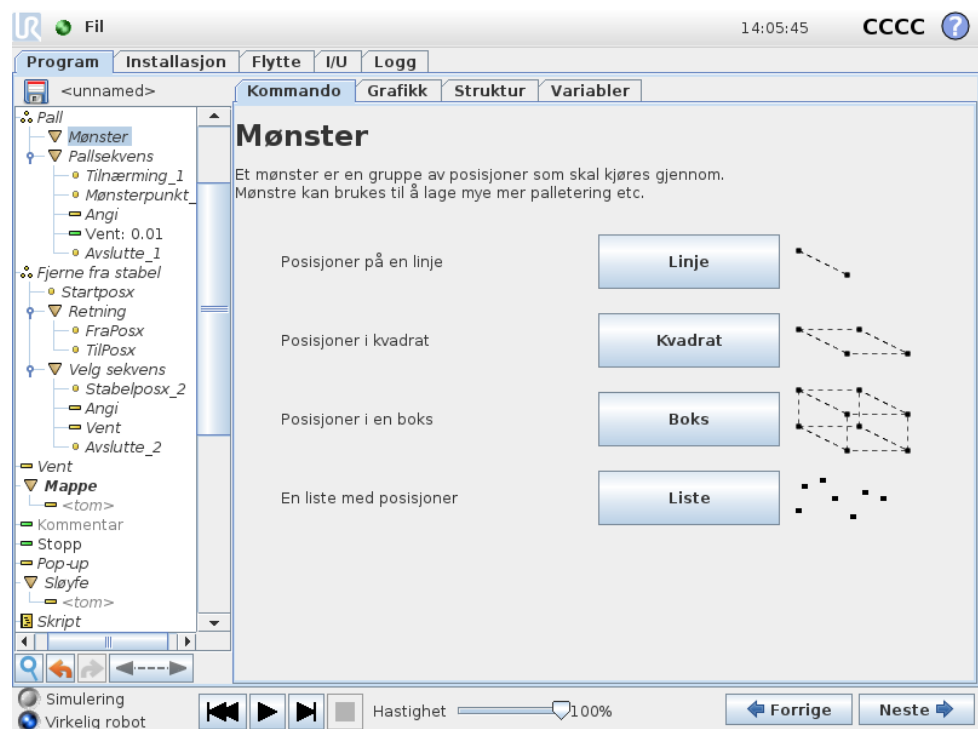 UR Fil 14:05:45 CCCC ?
Program Installasjon Flytte I/U Logg
<unnamed> Kommando Grafikk Struktur Variabler
Pall
Mønster
Pallsekvens
Tilnærming_1
Mønsterpunkt_
Angi
Vent: 0.01
Avslutte_1
Fjerne fra stabel
Startposx
Retning
FraPosx
TilPosx
Velg sekvens
Stabelposx_2
Angi
Vent
Avslutte_2
Vent
Mappe
<tom>
Kommentar
Stopp
Pop-up
Sløyfe
<tom>
Skript
Mønster
Et mønster er en gruppe av posisjoner som skal kjøres gjennom.
Mønstre kan brukes til å lage mye mer palletering etc.
Posisjoner på en linje Linje
Posisjoner i kvadrat Kvadrat
Posisjoner i en boks Boks
En liste med posisjoner Liste
Simulering
Virkelig robot
Hastighet 100%
Forrige Neste